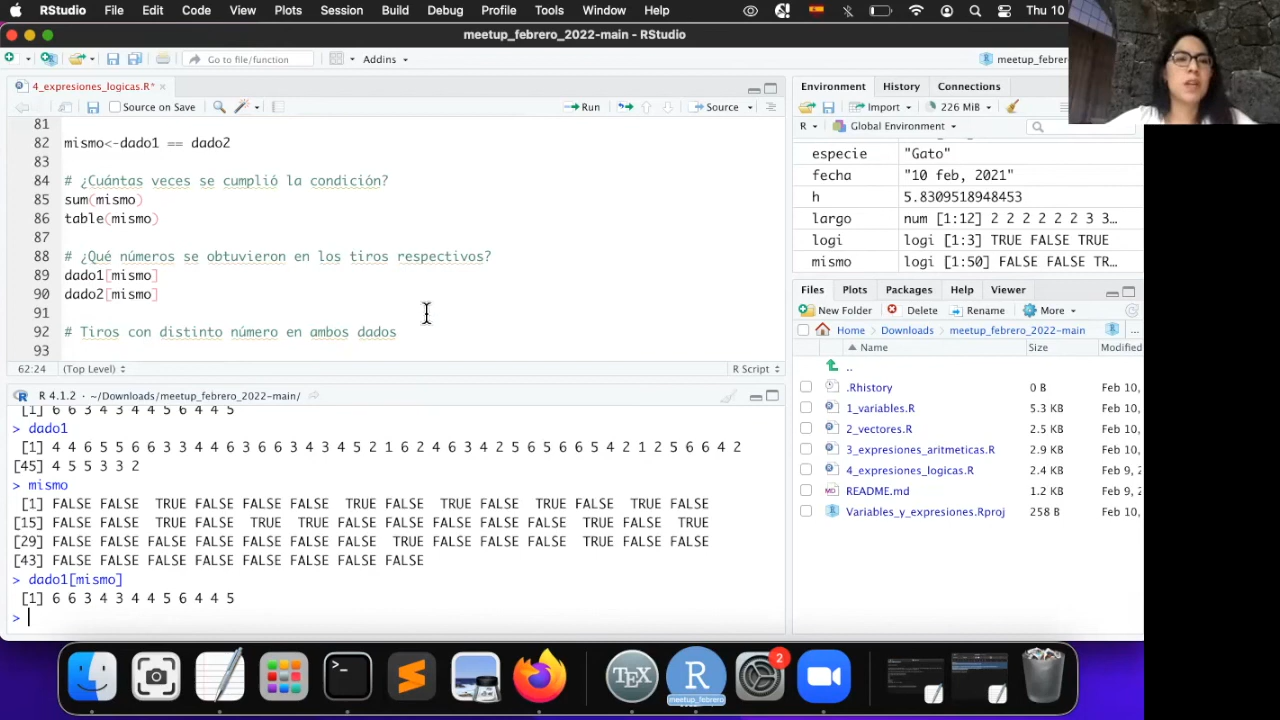 RStudio File Edit Code View Plots Session Build Debug Profile Tools Window Help Thu 10
meetup_febrero_2022-main - RStudio
Go to file/function Addins meetup_febrero
4_expresiones_logicas.R*
Source on Save Run Source
81
82 mismo<-dado1 == dado2
83
84 # ¿Cuántas veces se cumplió la condición?
85 sum(mismo)
86 table(mismo)
87
88 # ¿Qué números se obtuvieron en los tiros respectivos?
89 dado1[mismo]
90 dado2[mismo]
91
92 # Tiros con distinto número en ambos dados
93
62:24 (Top Level) R Script
R 4.1.2 · ~/Downloads/meetup_febrero_2022-main/
[1] 6 6 3 4 3 4 4 5 6 4 4 5
> dado1
[1] 4 4 6 5 5 6 6 3 3 4 4 6 3 6 6 3 4 3 4 5 2 1 6 2 4 6 3 4 2 5 6 5 6 6 5 4 2 1 2 5 6 6 4 2
[45] 4 5 5 3 3 2
> mismo
[1] FALSE FALSE TRUE FALSE FALSE FALSE TRUE FALSE TRUE FALSE TRUE FALSE TRUE FALSE
[15] FALSE FALSE TRUE FALSE TRUE TRUE FALSE FALSE FALSE FALSE FALSE TRUE FALSE TRUE
[29] FALSE FALSE FALSE FALSE FALSE FALSE FALSE TRUE FALSE FALSE FALSE TRUE FALSE FALSE
[43] FALSE FALSE FALSE FALSE FALSE FALSE FALSE FALSE
> dado1[mismo]
[1] 6 6 3 4 3 4 4 5 6 4 4 5
>
Environment History Connections
Import 226 MiB
R Global Environment
especie "Gato"
fecha "10 feb, 2021"
h 5.8309518948453
largo num [1:12] 2 2 2 2 2 2 3 3…
logi logi [1:3] TRUE FALSE TRUE
mismo logi [1:50] FALSE FALSE TR…
Files Plots Packages Help Viewer
New Folder Delete Rename More
Home Downloads meetup_febrero_2022-main ...
Name Size Modified
..
.Rhistory 0 B Feb 10,
1_variables.R 5.3 KB Feb 10,
2_vectores.R 2.5 KB Feb 10,
3_expresiones_aritmeticas.R 2.9 KB Feb 10,
4_expresiones_logicas.R 2.4 KB Feb 9, 2
README.md 1.2 KB Feb 9, 2
Variables_y_expresiones.Rproj 258 B Feb 10,
TEX R 2
meetup_febrero